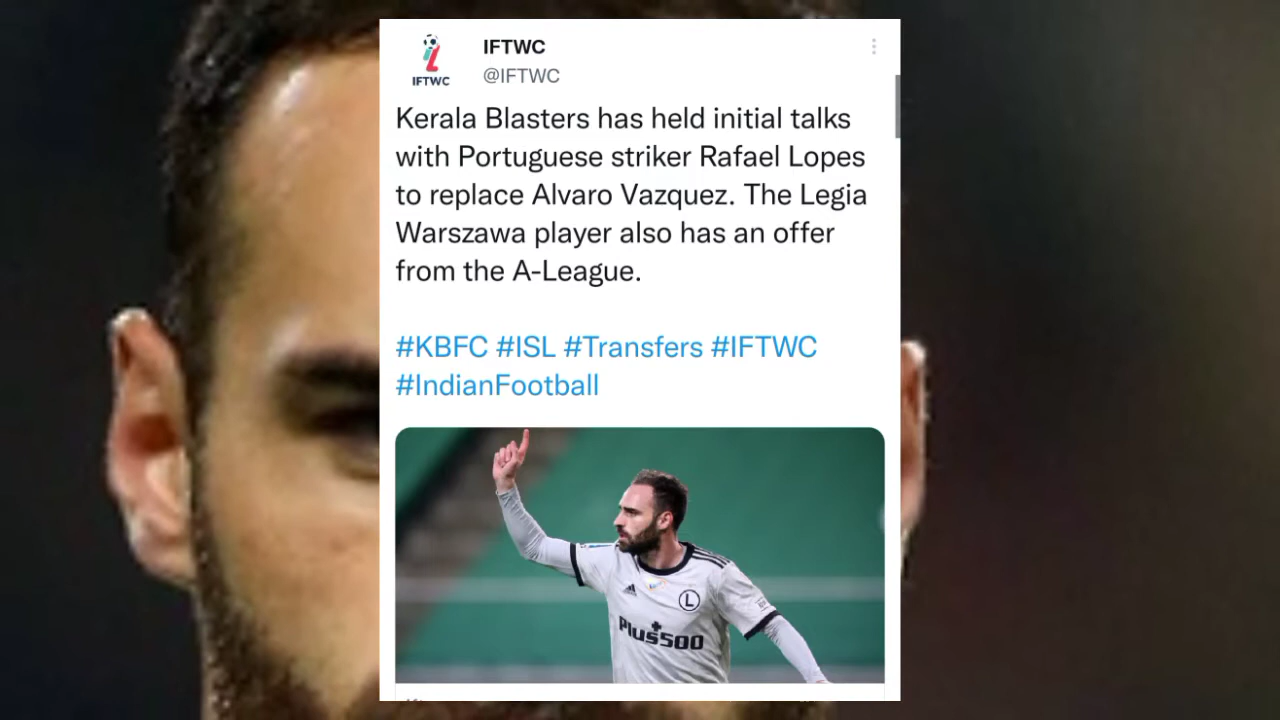 IFTWC
@IFTWC
IFTWC
Kerala Blasters has held initial talks
with Portuguese striker Rafael Lopes
to replace Alvaro Vazquez. The Legia
Warszawa player also has an offer
from the A-League.
#KBFC #ISL #Transfers #IFTWC
#IndianFootball
L
Plus500